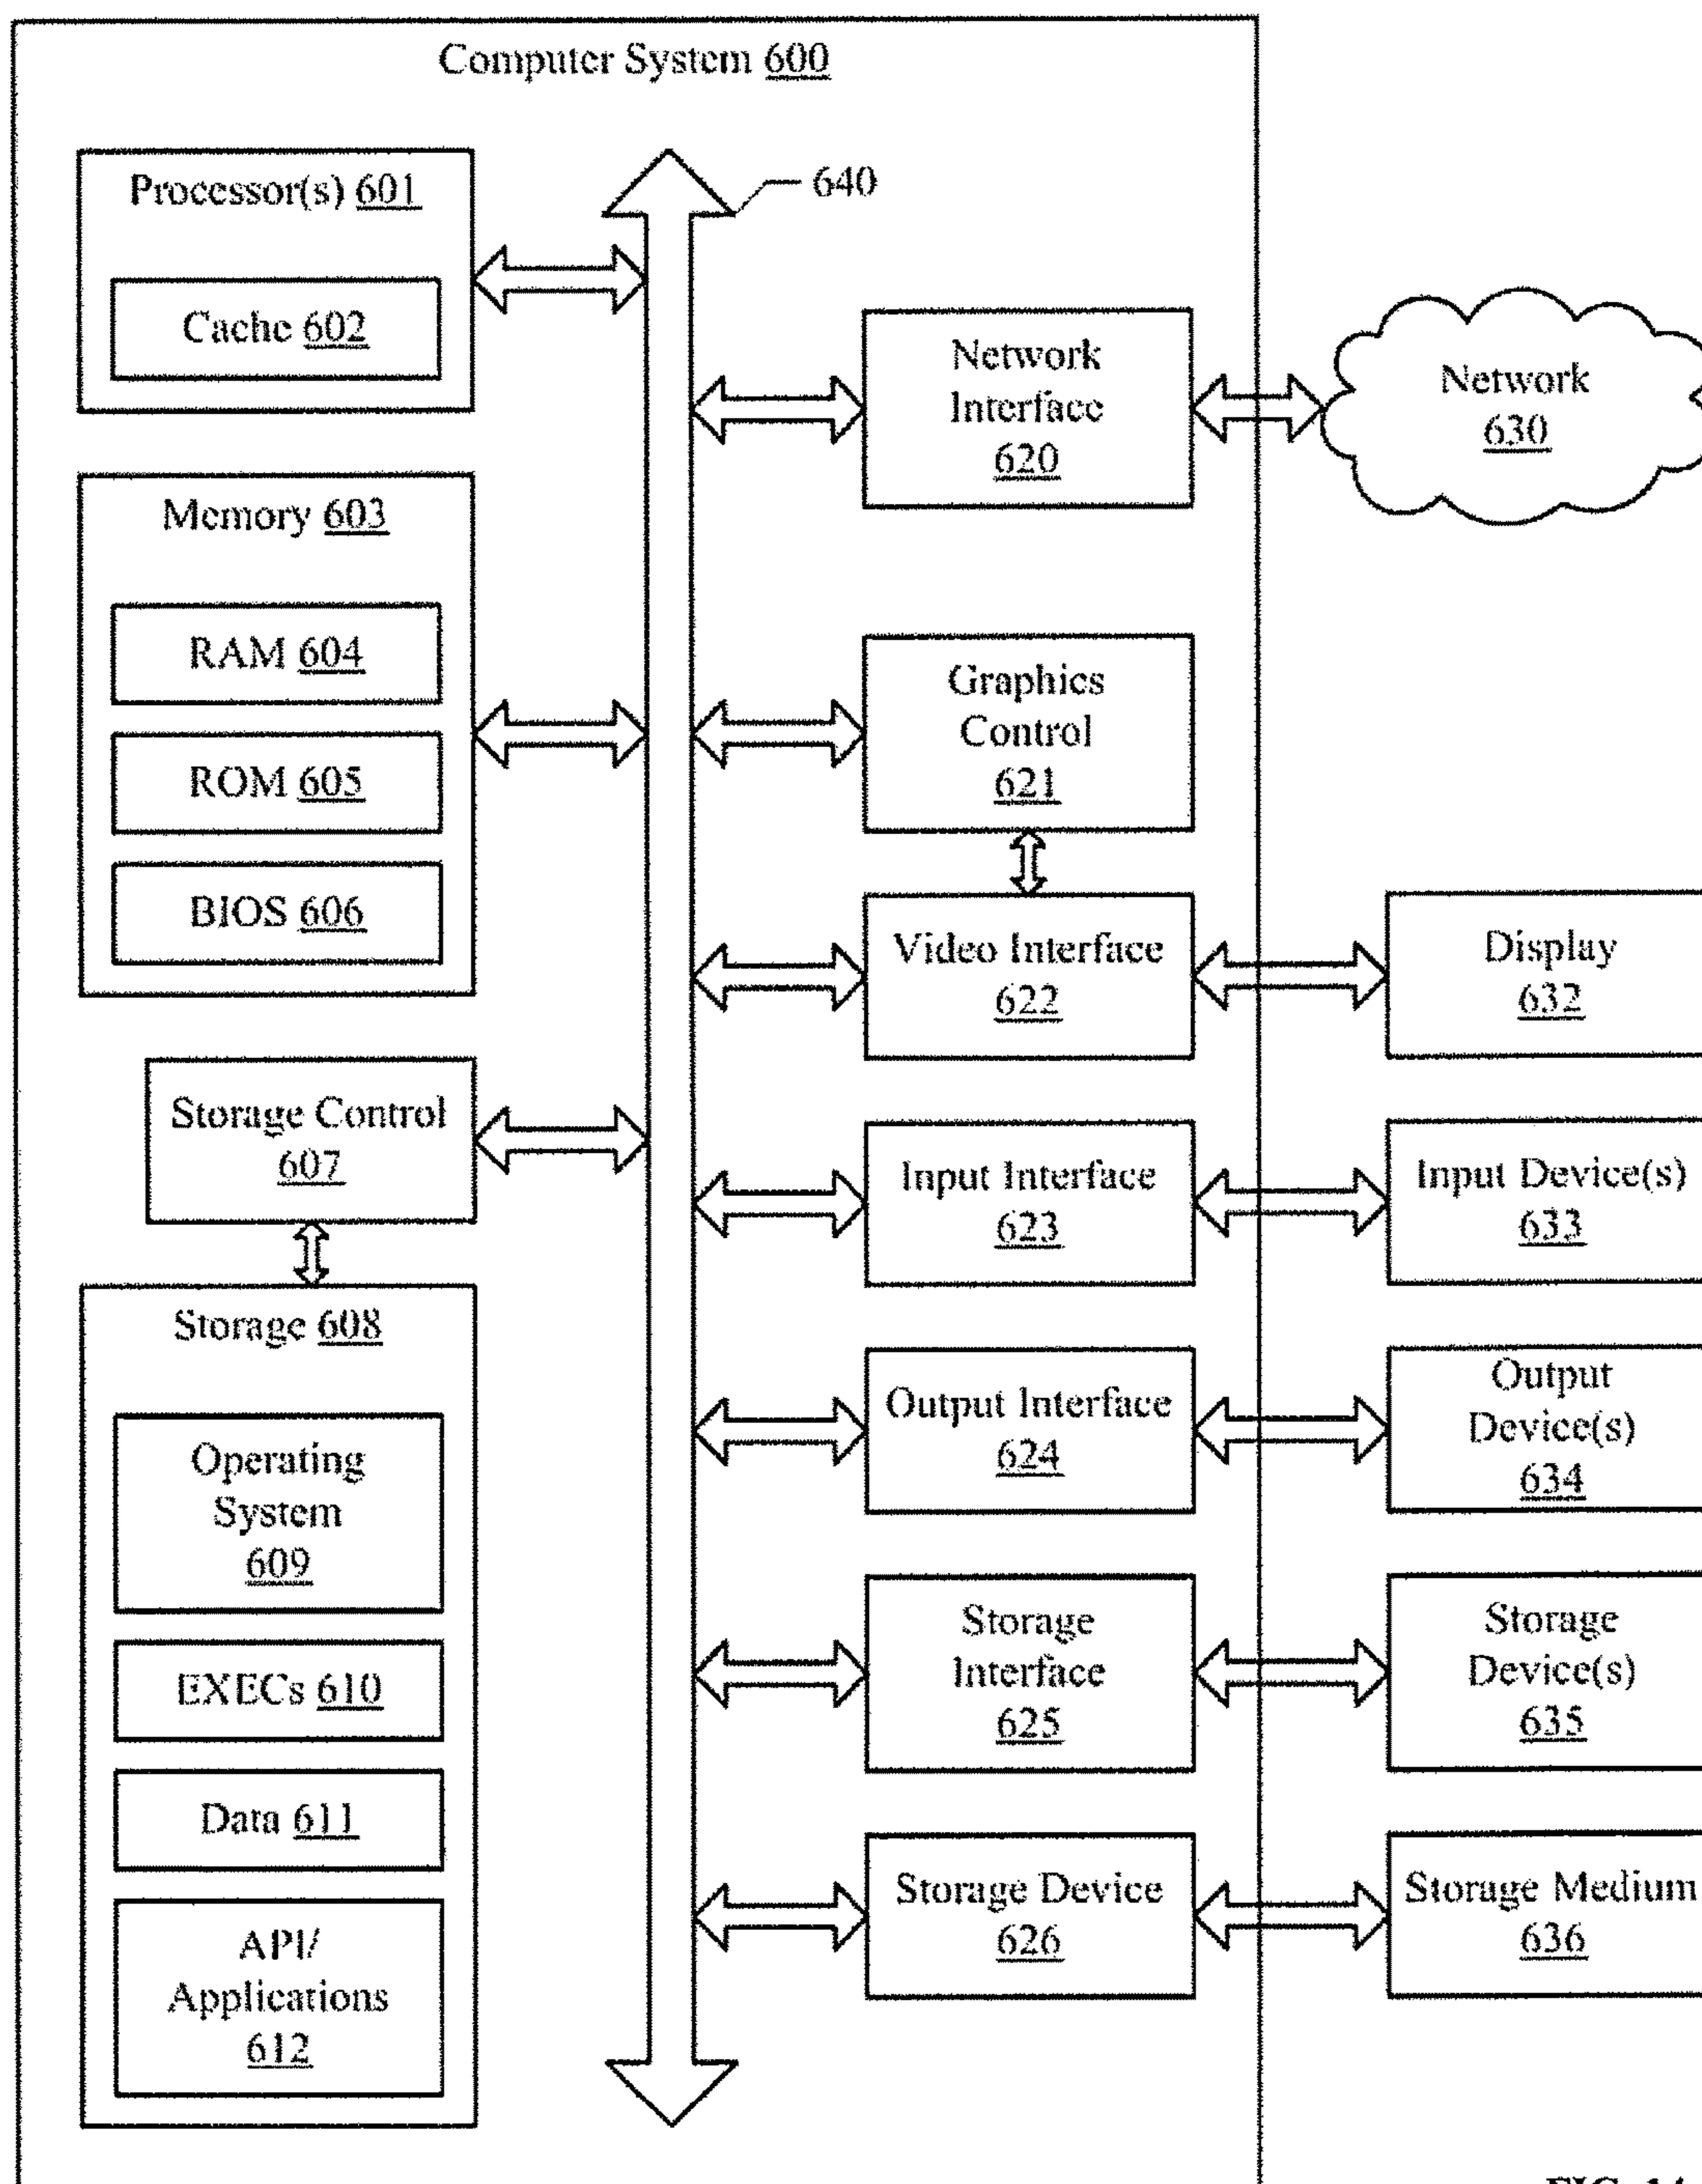 Computer System 600
Processor(s) 601
Cache 602
640
Network
Interface
620
Network
630
Memory 603
RAM 604
ROM 605
BIOS 606
Graphics
Control
621
Video Interface
622
Display
632
Storage Control
607
Input Interface
623
Input Device(s)
633
Storage 608
Operating
System
609
EXECs 610
Data 611
API/
Applications
612
Output Interface
624
Output
Device(s)
634
Storage
Interface
625
Storage
Device(s)
635
Storage Device
626
Storage Medium
636